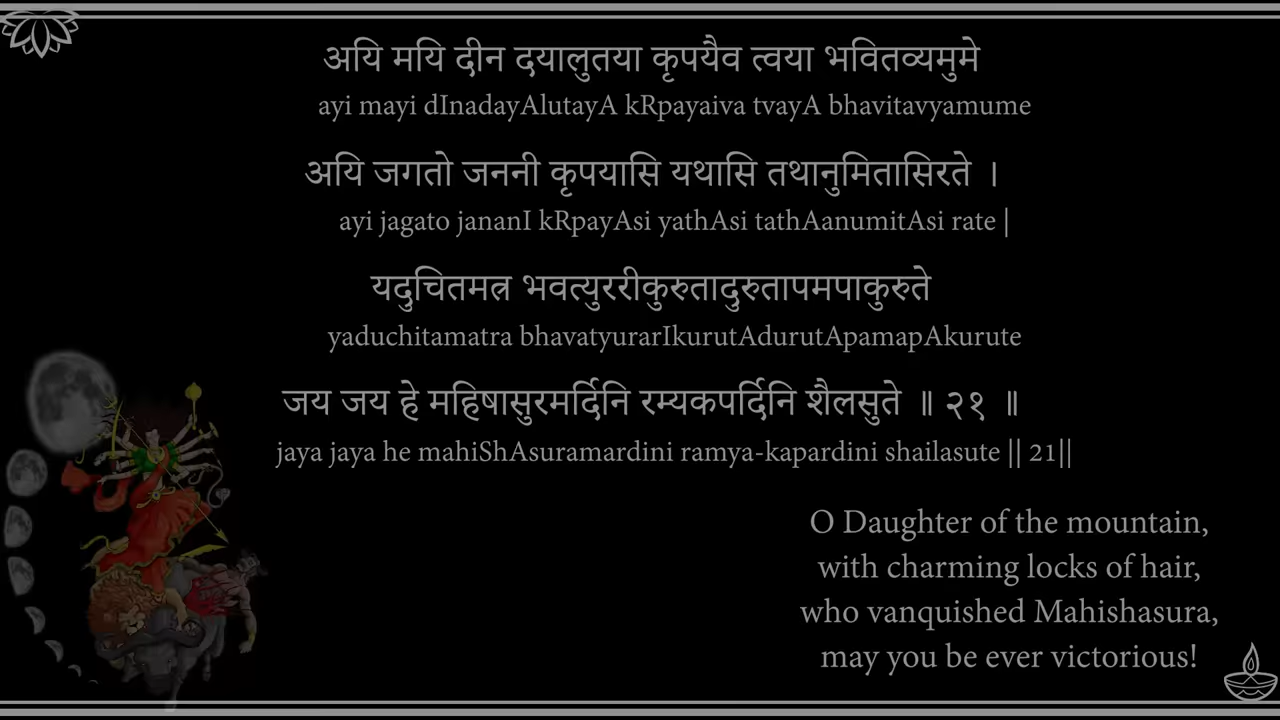 अयि मयि दीन दयालुतया कृपयैव त्वया भवितव्यमुमे
ayi mayi dInadayAlutayA kRpayaiva tvayA bhavitavyamume
अयि जगतो जननी कृपयासि यथासि तथानुमितासिरते ।
ayi jagato jananI kRpayAsi yathAsi tathAanumitAsi rate |
यदुचितमत्र भवत्युररीकुरुतादुरुतापमपाकुरुते
yaduchitamatra bhavatyurarIkurutAdurutApamapAkurute
जय जय हे महिषासुरमर्दिनि रम्यकपर्दिनि शैलसुते ॥ २१ ॥
jaya jaya he mahiShAsuramardini ramya-kapardini shailasute || 21||
O Daughter of the mountain,
with charming locks of hair,
who vanquished Mahishasura,
may you be ever victorious!